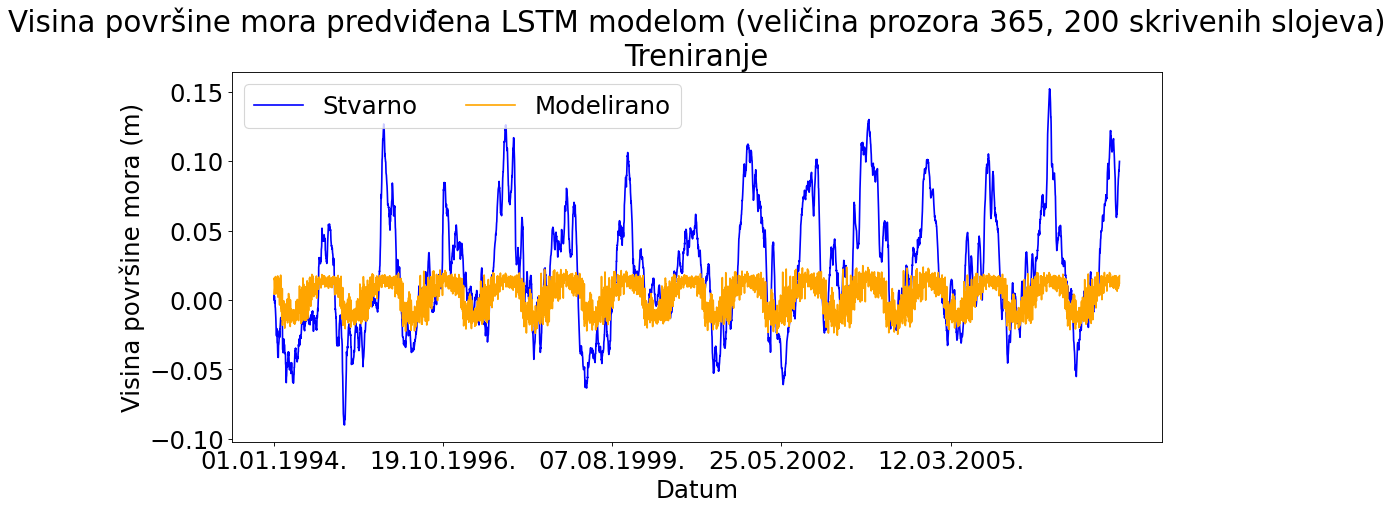 Visina površine mora predviđena LSTM modelom (veličina prozora 365, 200 skrivenih slojeva)
Treniranje
Stvarno
Modelirano
Visina površine mora (m)
0.15
0.10
0.05
0.00
−0.05
−0.10
01.01.1994.
19.10.1996.
07.08.1999.
25.05.2002.
12.03.2005.
Datum